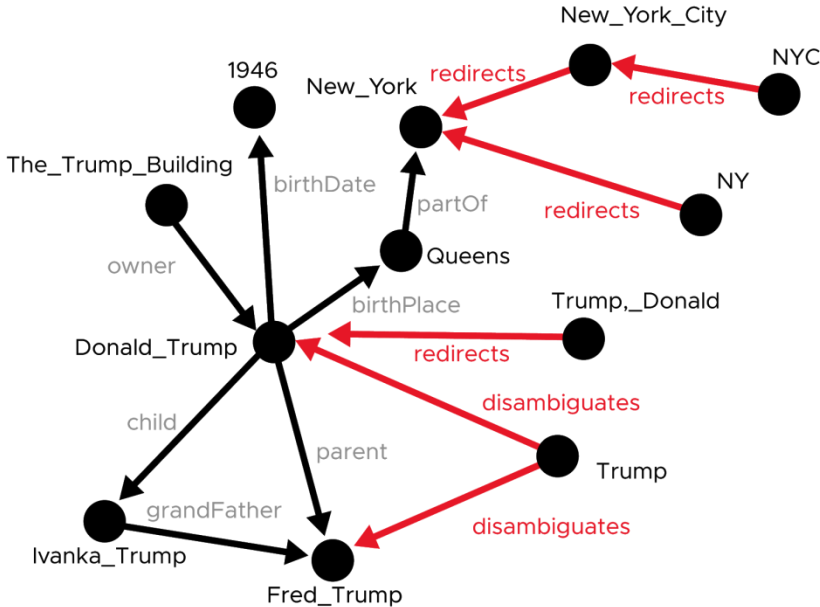 New_York_City
NYC
1946
New_York
redirects
redirects
The_Trump_Building
birthDate
partOf
NY
redirects
owner
Queens
birthPlace
Trump,_Donald
Donald_Trump
redirects
disambiguates
child
parent
Trump
grandFather
disambiguates
Ivanka_Trump
Fred_Trump